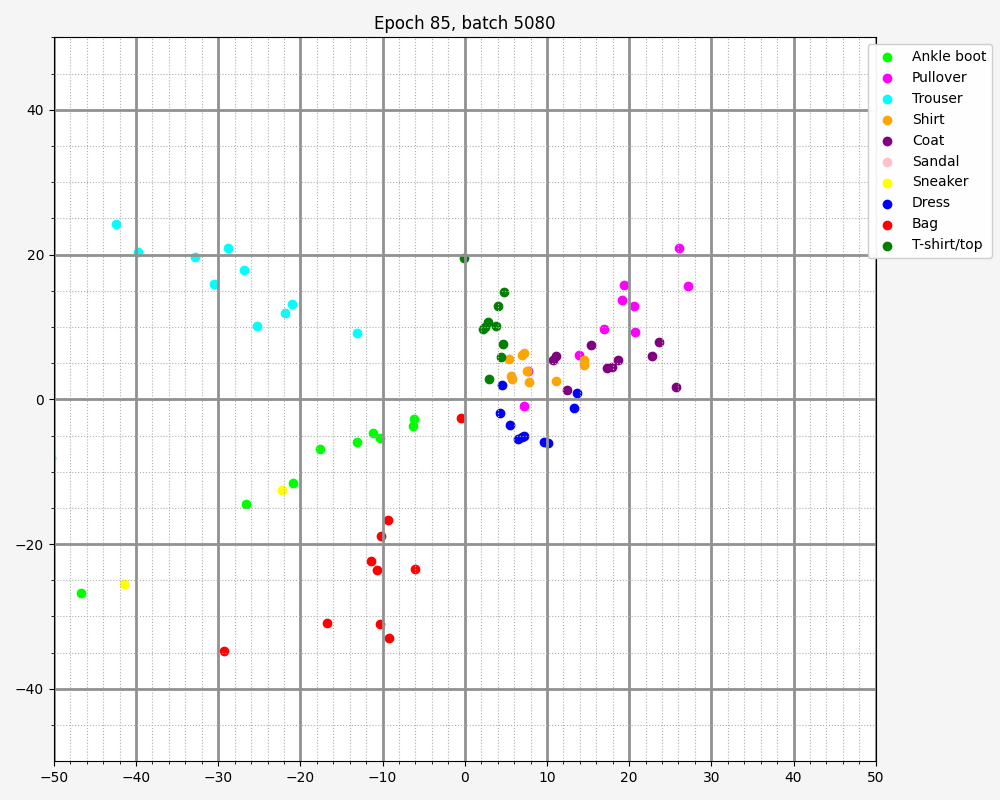 Epoch 85, batch 5080
Ankle boot
Pullover
Trouser
Shirt
Coat
Sandal
Sneaker
Dress
Bag
T-shirt/top
40
20
0
−20
−40
−50 −40 −30 −20 −10 0 10 20 30 40 50